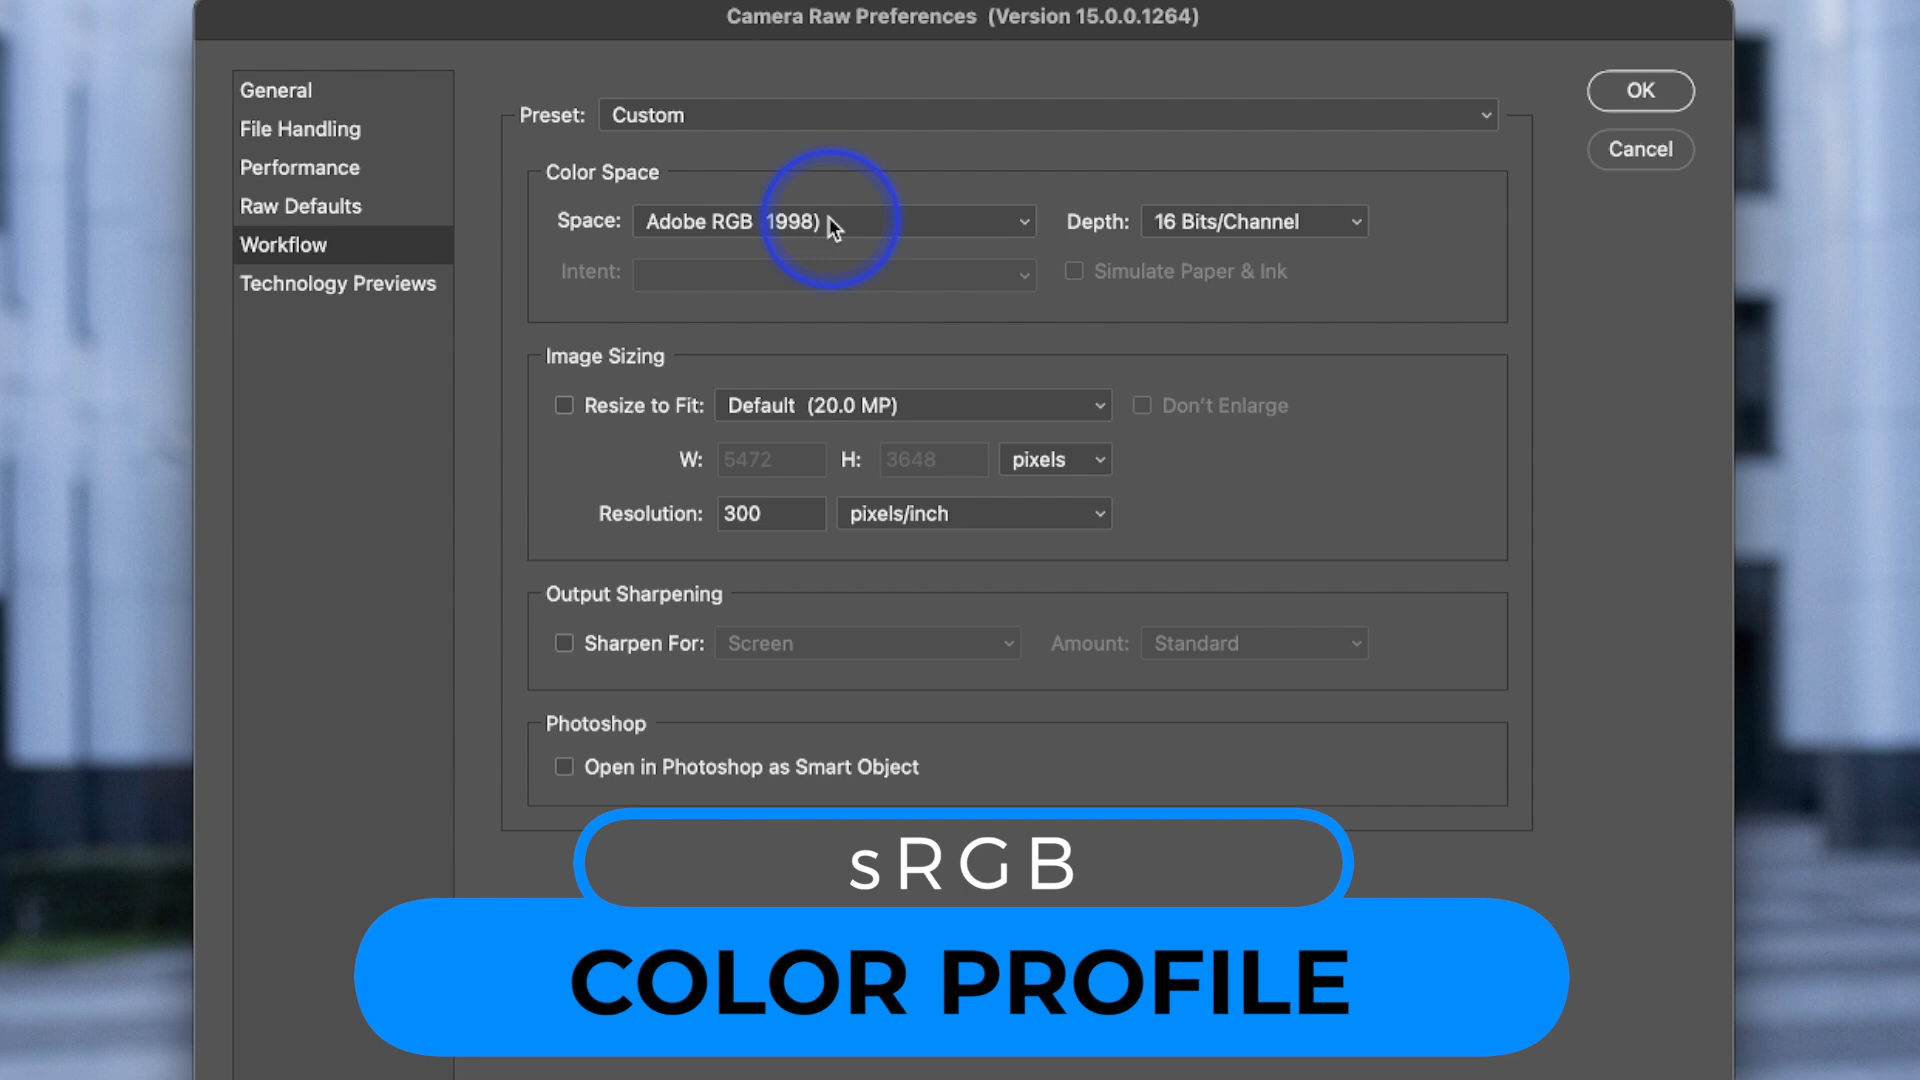 Camera Raw Preferences  (Version 15.0.0.1264)
General
File Handling
Performance
Raw Defaults
Workflow
Technology Previews
Preset: Custom
OK
Cancel
Color Space
Space: Adobe RGB  1998) Depth: 16 Bits/Channel
Intent: Simulate Paper & Ink
Image Sizing
Resize to Fit: Default  (20.0 MP) Don't Enlarge
W: 5472 H: 3648 pixels
Resolution: 300 pixels/inch
Output Sharpening
Sharpen For: Screen Amount: Standard
Photoshop
Open in Photoshop as Smart Object
sRGB
COLOR PROFILE